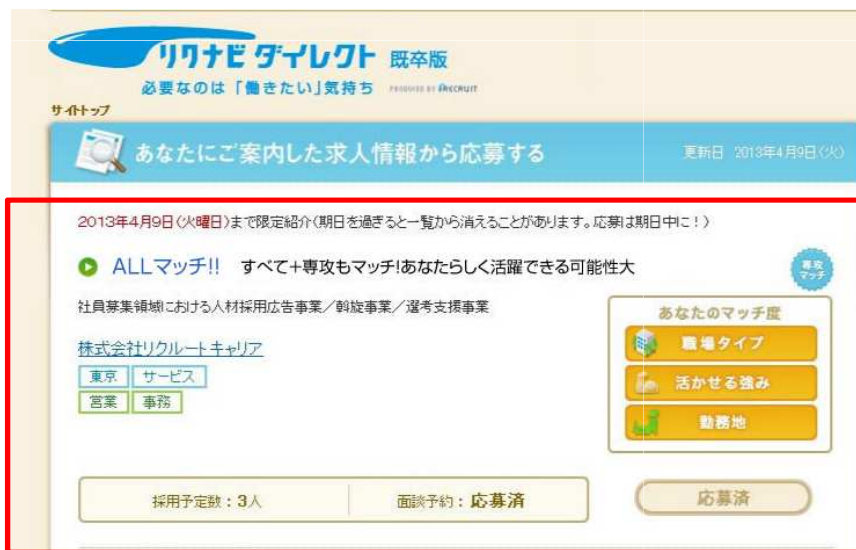 リクナビ ダイレクト 既卒版
必要なのは「働きたい」気持ち PRODUCED BY RECRUIT
サイトトップ
あなたにご案内した求人情報から応募する 更新日 2013年4月9日(火)
2013年4月9日(火曜日)まで限定紹介(期日を過ぎると一覧から消えることがあります。応募は期日中に!)
ALLマッチ!! すべて+専攻もマッチ!あなたらしく活躍できる可能性大
専攻
マッチ
社員募集領域における人材採用広告事業/斡旋事業/選考支援事業
あなたのマッチ度
株式会社リクルートキャリア
職場タイプ
東京 サービス
活かせる強み
営業 事務
勤務地
採用予定数:3人 面談予約:応募済 応募済